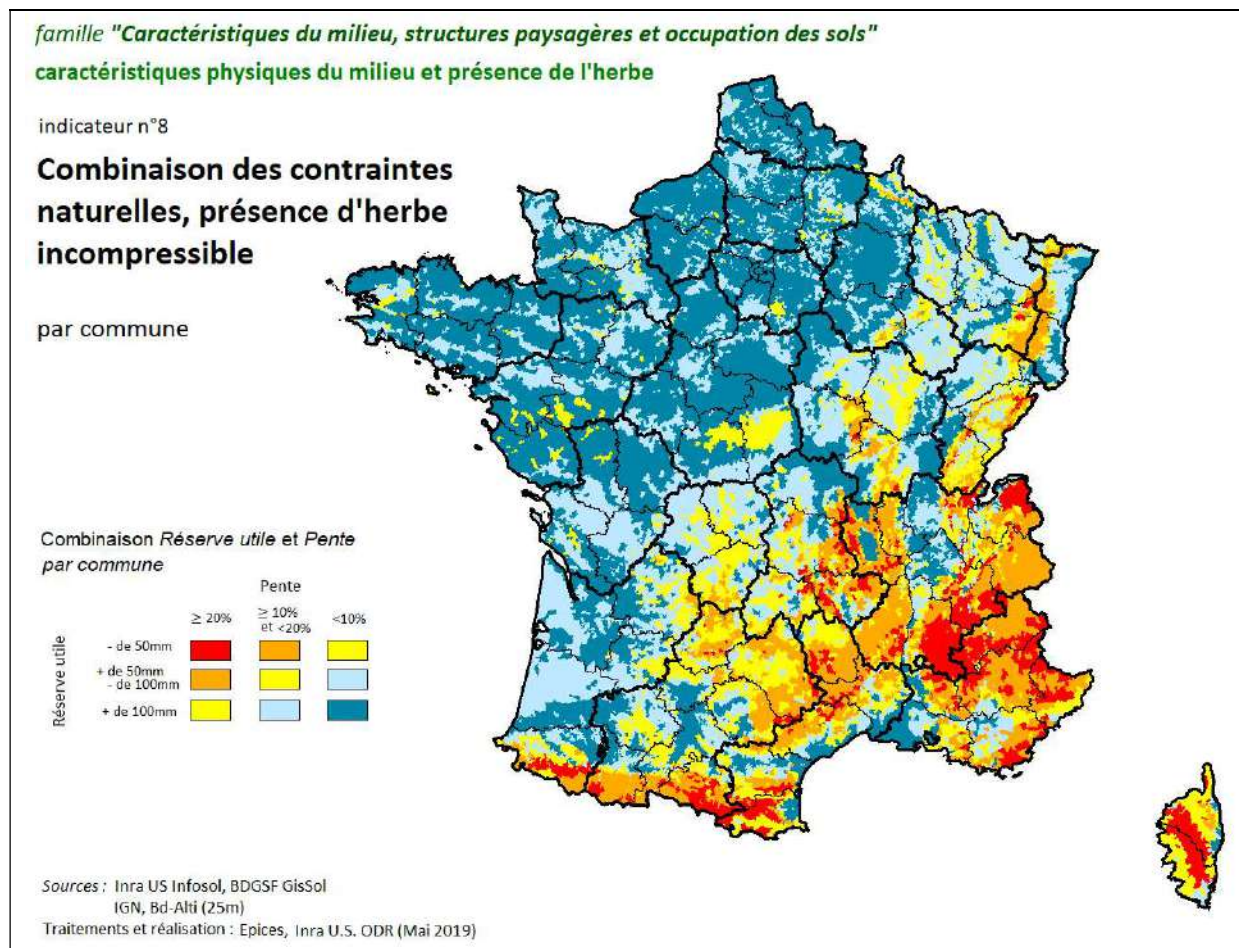 famille "Caractéristiques du milieu, structures paysagères et occupation des sols"
caractéristiques physiques du milieu et présence de l'herbe
indicateur n°8
Combinaison des contraintes
naturelles, présence d'herbe
incompressible
par commune
Combinaison Réserve utile et Pente
par commune
Pente
≥ 20%
≥ 10%
et <20%
<10%
Réserve utile
- de 50mm
+ de 50mm
- de 100mm
+ de 100mm
Sources : Inra US Infosol, BDGSF GisSol
IGN, Bd-Alti (25m)
Traitements et réalisation : Epices, Inra U.S. ODR (Mai 2019)